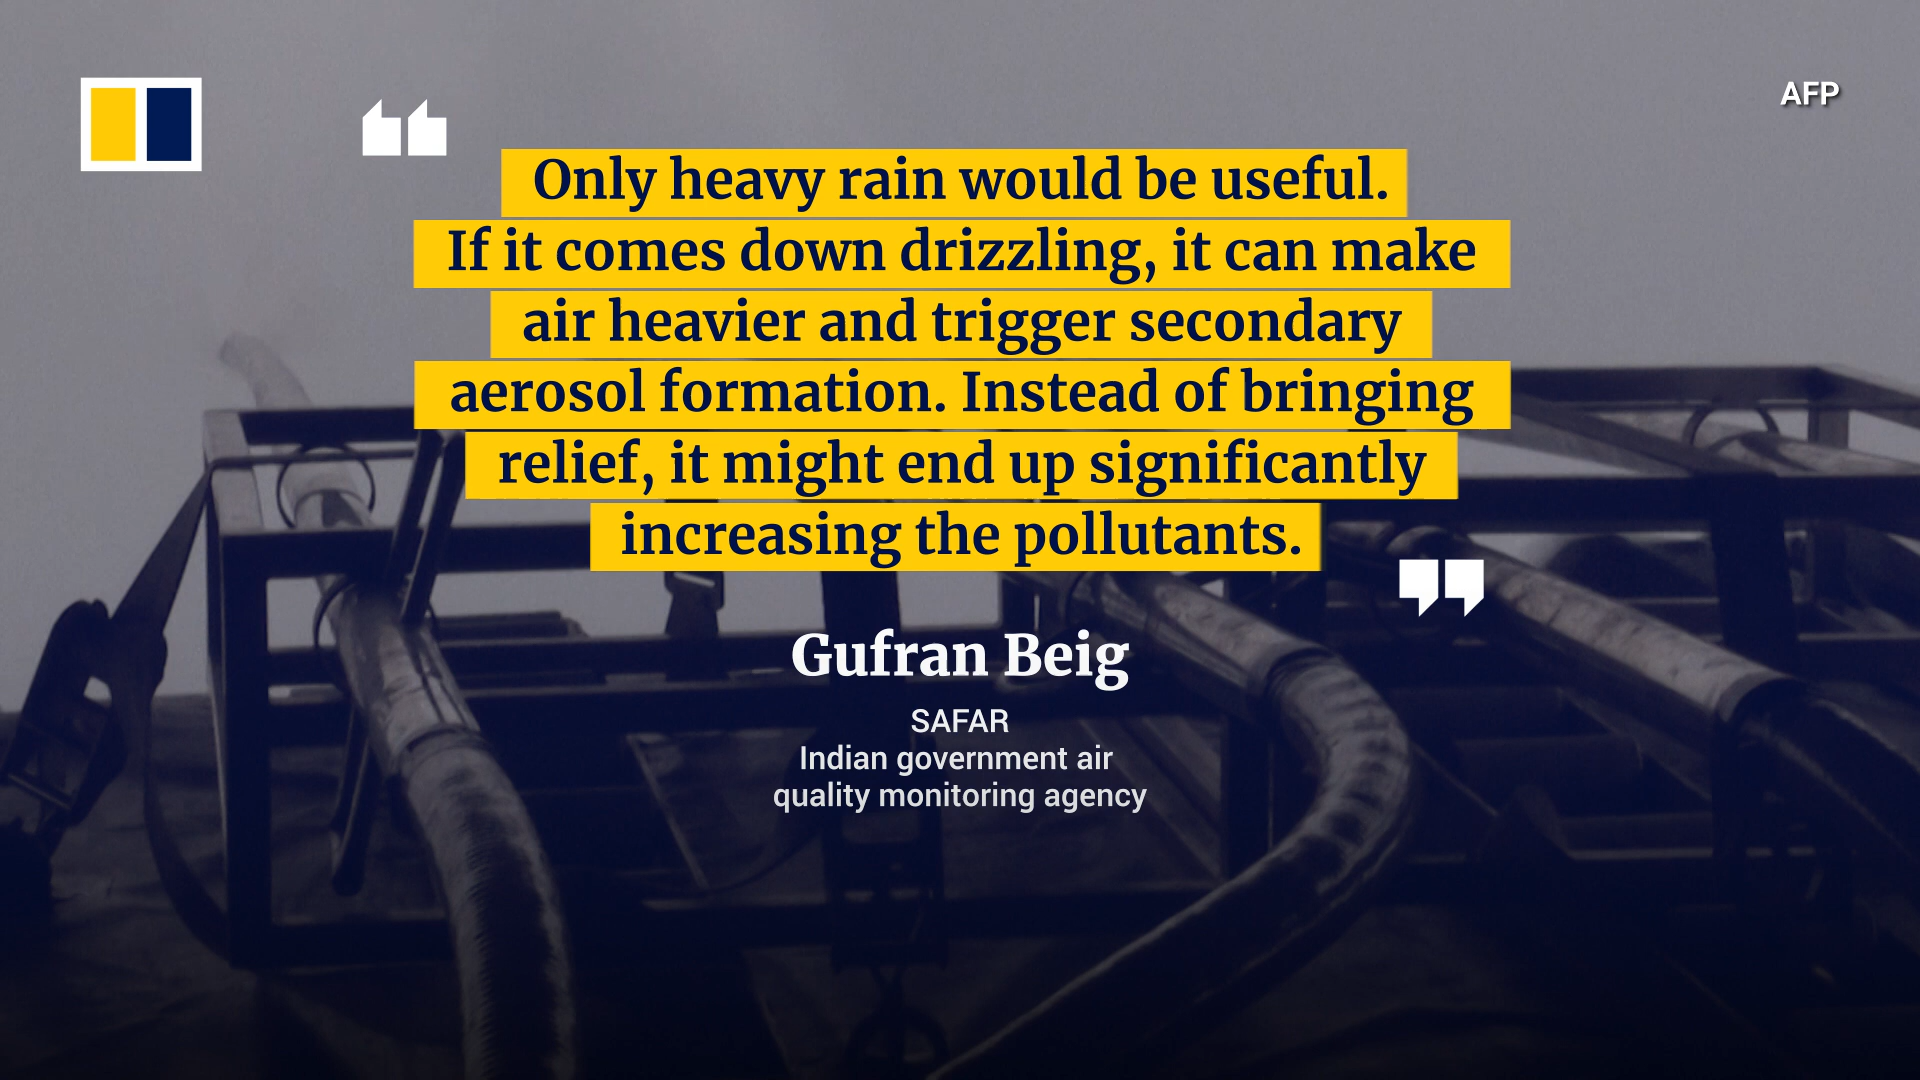 AFP
Only heavy rain would be useful.
If it comes down drizzling, it can make
air heavier and trigger secondary
aerosol formation. Instead of bringing
relief, it might end up significantly
increasing the pollutants.
Gufran Beig
SAFAR
Indian government air
quality monitoring agency